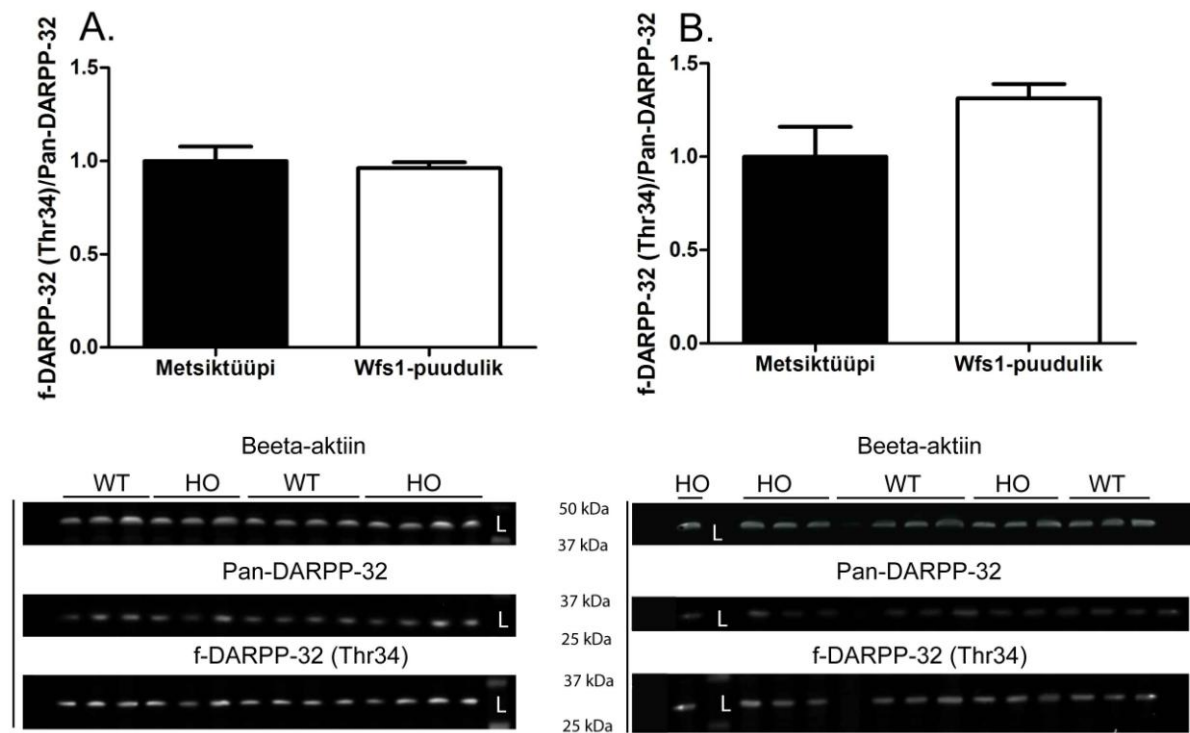 A.
f-DARPP-32 (Thr34)/Pan-DARPP-32
1.5
1.0
0.5
0.0
Metsiktüüpi Wfs1-puudulik
B.
f-DARPP-32 (Thr34)/Pan-DARPP-32
1.5
1.0
0.5
0.0
Metsiktüüpi Wfs1-puudulik
Beeta-aktiin
WT HO WT HO
L
Pan-DARPP-32
L
f-DARPP-32 (Thr34)
L
50 kDa
37 kDa
37 kDa
25 kDa
37 kDa
25 kDa
Beeta-aktiin
HO HO WT HO WT
L
Pan-DARPP-32
L
f-DARPP-32 (Thr34)
L